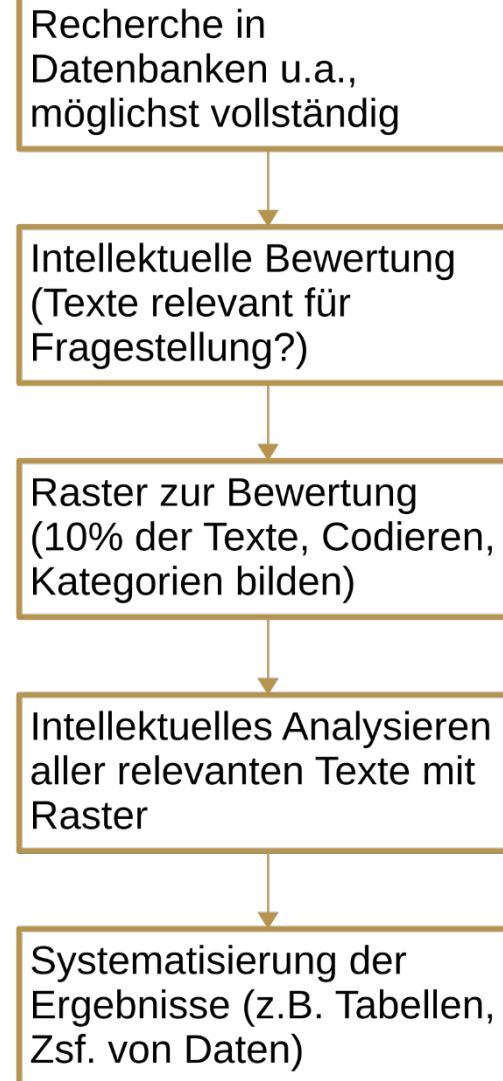 Recherche in
Datenbanken u.a.,
möglichst vollständig
Intellektuelle Bewertung
(Texte relevant für
Fragestellung?)
Raster zur Bewertung
(10% der Texte, Codieren,
Kategorien bilden)
Intellektuelles Analysieren
aller relevanten Texte mit
Raster
Systematisierung der
Ergebnisse (z.B. Tabellen,
Zsf. von Daten)